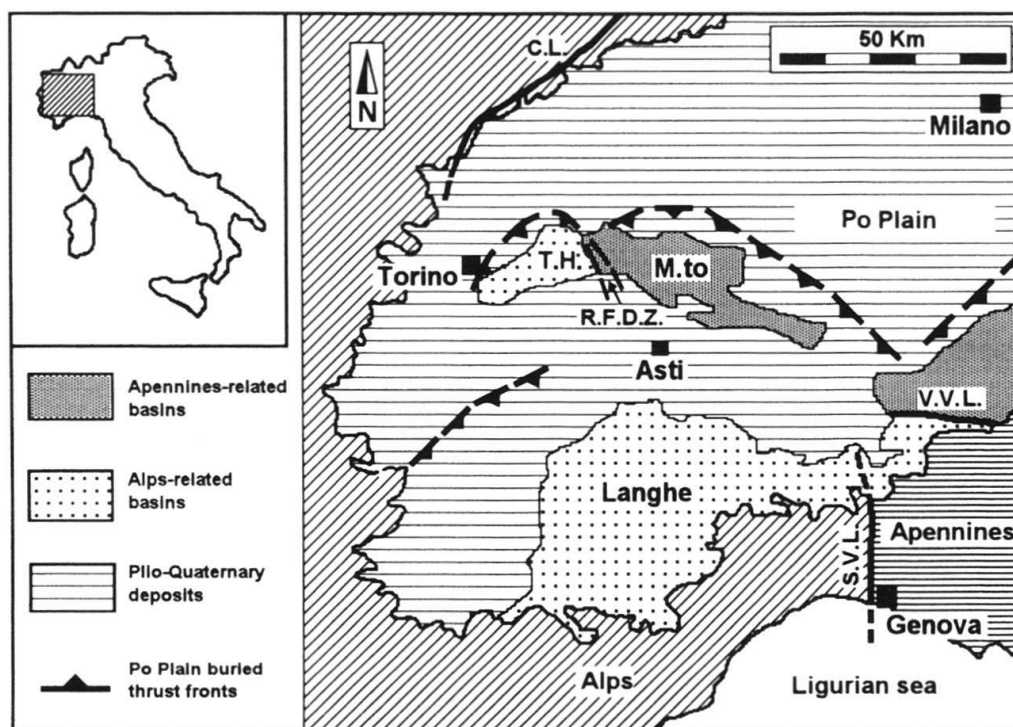 Apennines-related
basins
Alps-related
basins
Plio-Quaternary
deposits
Po Plain buried
thrust fronts
C.L.
50 Km
N
Milano
Po Plain
T.H.
M.to
Torino
R.F.D.Z.
Asti
V.V.L.
Langhe
Apennines
S.V.L.
Genova
Alps
Ligurian sea